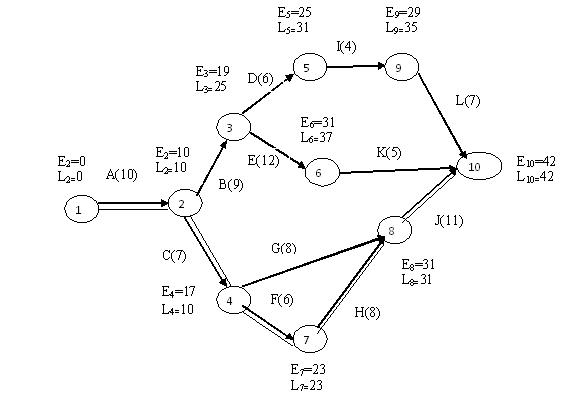 E5=25
L5=31
I(4)
E9=29
L9=35
E3=19
L3=25
D(6)
5
9
L(7)
3
E6=31
L6=37
E2=0
L2=0
A(10)
E2=10
L2=10
E(12)
K(5)
B(9)
6
10
E10=42
L10=42
1
2
8
J(11)
C(7)
G(8)
E8=31
L8=31
E4=17
L4=10
4
F(6)
H(8)
7
E7=23
L7=23